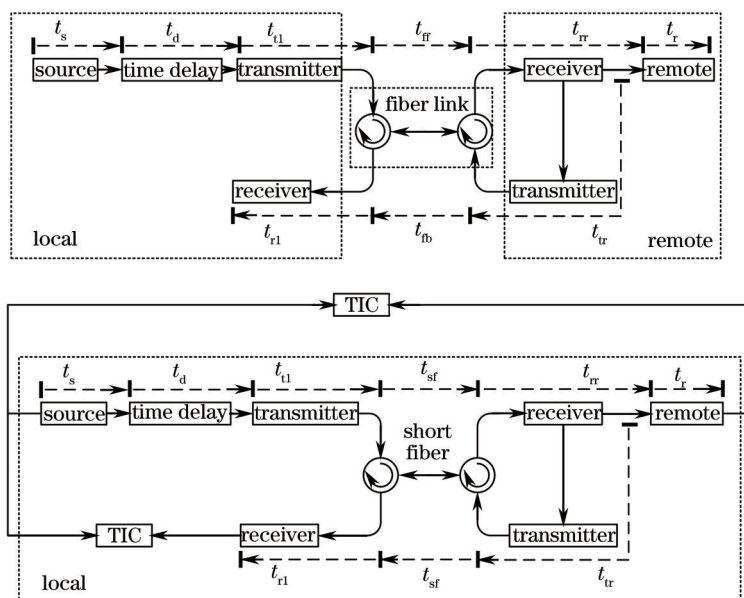 t_s t_d t_t1 t_ff t_rr t_r
source time delay transmitter receiver remote
fiber link
receiver transmitter
t_r1 t_fb t_tr
local remote
TIC
t_s t_d t_t1 t_sf t_rr t_r
source time delay transmitter receiver remote
short
fiber
TIC receiver transmitter
t_r1 t_sf t_tr
local